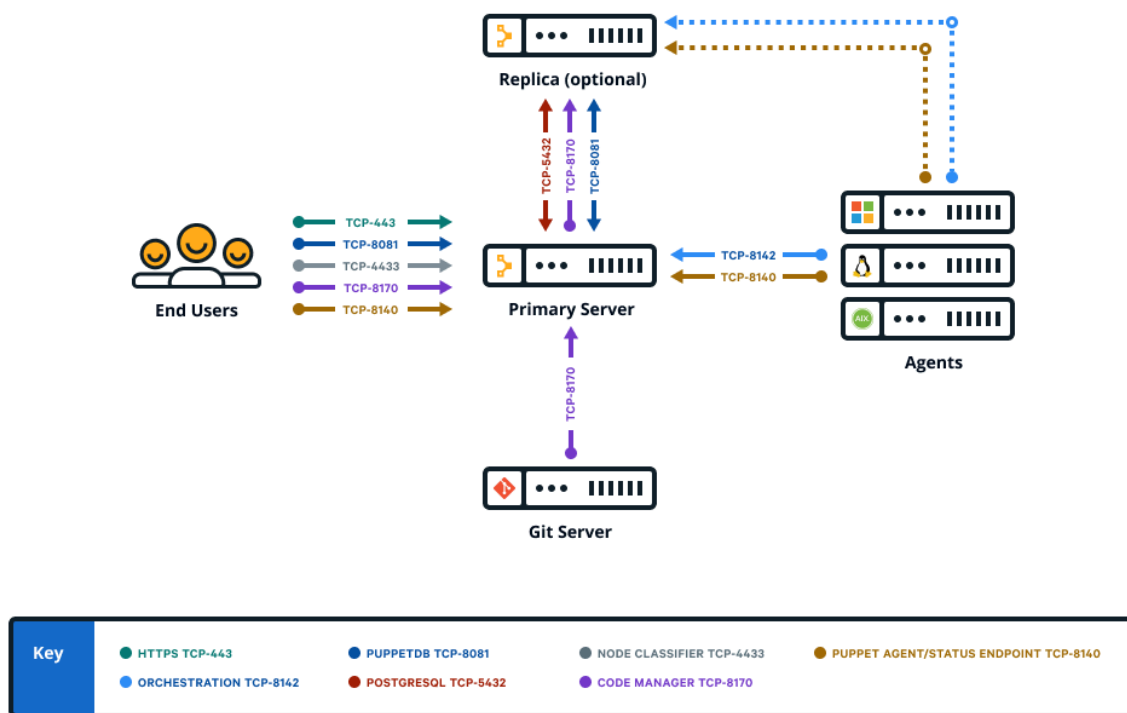 Replica (optional)
TCP-5432
TCP-8170
TCP-8081
TCP-443
TCP-8081
TCP-4433
TCP-8170
TCP-8140
End Users
Primary Server
TCP-8142
TCP-8140
AIX
Agents
TCP-8170
Git Server
Key
HTTPS TCP-443
PUPPETDB TCP-8081
NODE CLASSIFIER TCP-4433
PUPPET AGENT/STATUS ENDPOINT TCP-8140
ORCHESTRATION TCP-8142
POSTGRESQL TCP-5432
CODE MANAGER TCP-8170